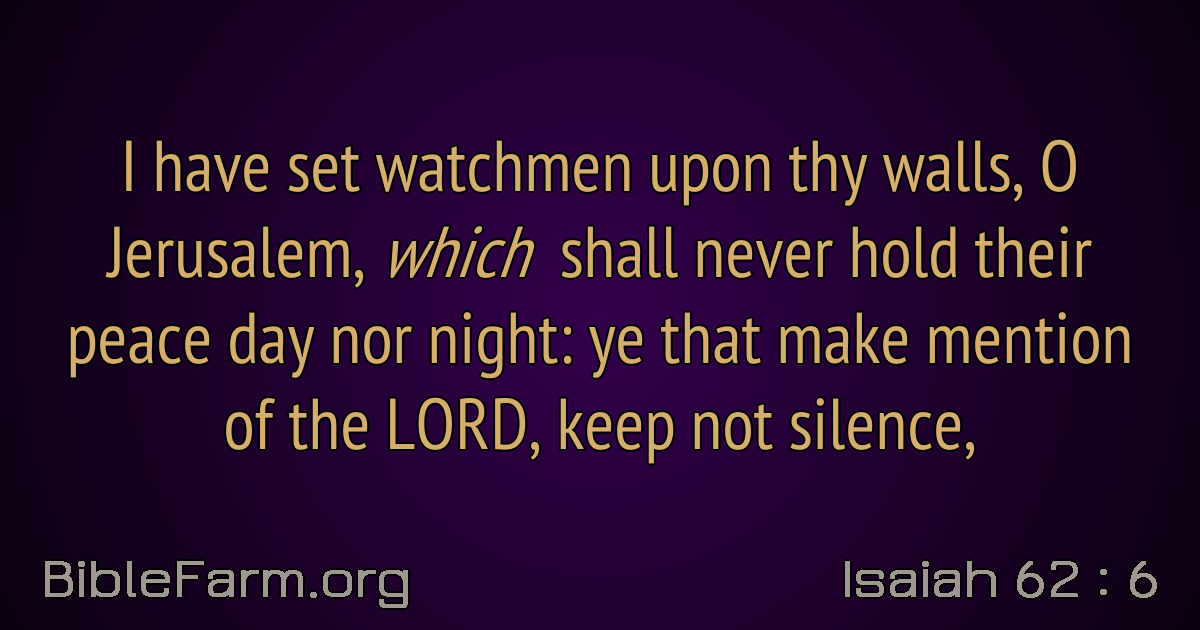 I have set watchmen upon thy walls, O
Jerusalem, which shall never hold their
peace day nor night: ye that make mention
of the LORD, keep not silence,
BibleFarm.org
Isaiah 62 : 6